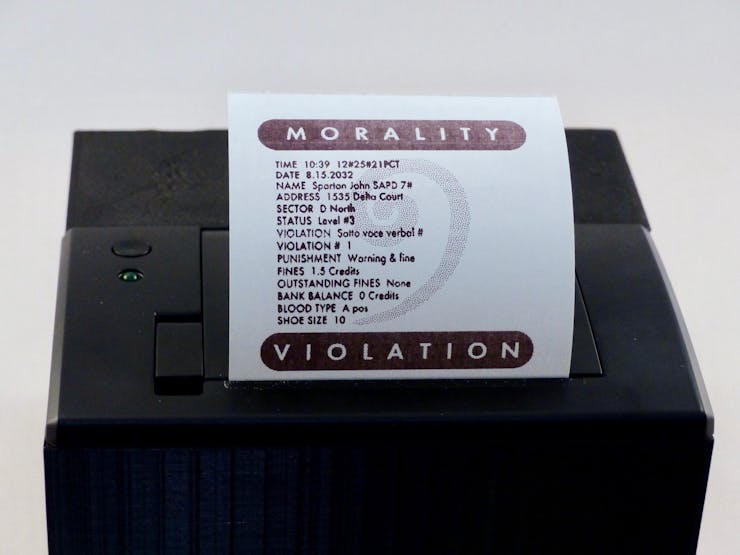 MORALITY
TIME 10:39 12#25#21PCT
DATE 8.15.2032
NAME Spartan John SAPD 7#
ADDRESS 1535 Delta Court
SECTOR D North
STATUS Level #3
VIOLATION Sotto voce verbal #
VIOLATION # 1
PUNISHMENT Warning & fine
FINES 1.5 Credits
OUTSTANDING FINES None
BANK BALANCE 0 Credits
BLOOD TYPE A pos
SHOE SIZE 10
VIOLATION